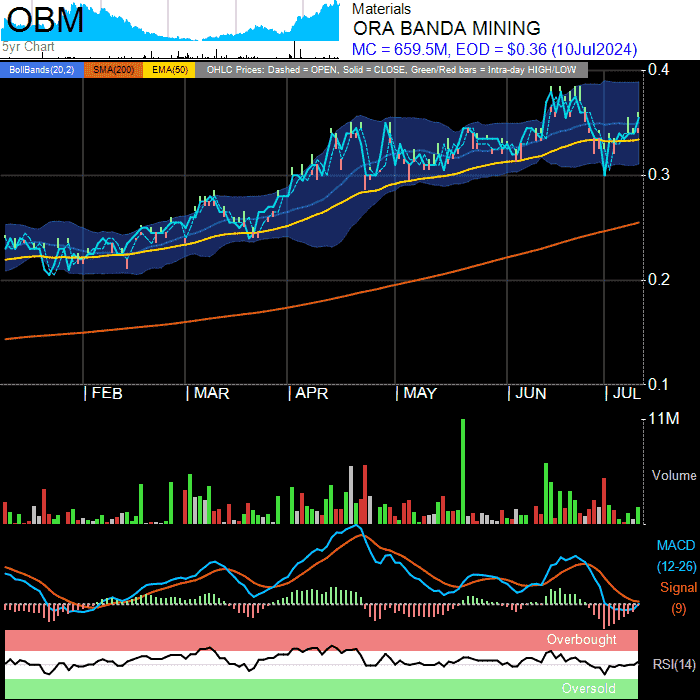 OBM
5yr Chart
Materials
ORA BANDA MINING
MC = 659.5M, EOD = $0.36 (10Jul2024)
BollBands(20,2) SMA(200) EMA(50) OHLC Prices: Dashed = OPEN, Solid = CLOSE, Green/Red bars = Intra-day HIGH/LOW
0.4
0.3
0.2
0.1
FEB MAR APR MAY JUN JUL
11M
Volume
MACD
(12-26)
Signal
(9)
Overbought
RSI(14)
Oversold